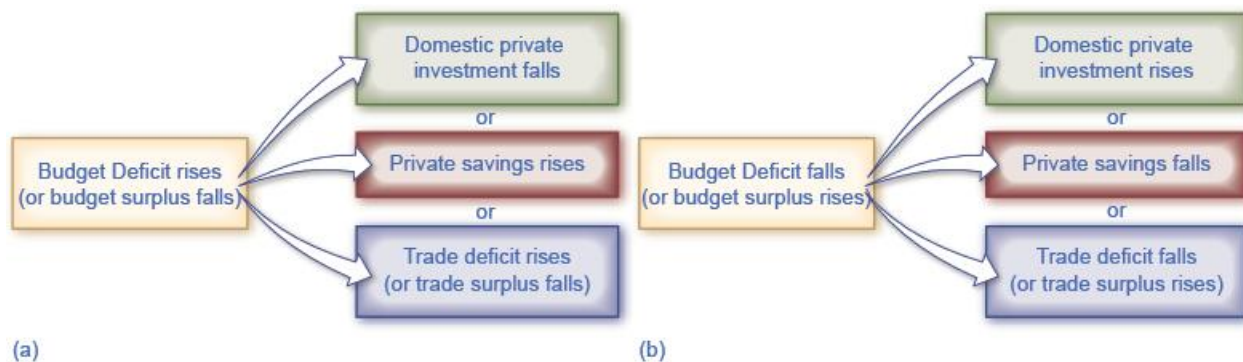 Domestic private
investment falls
or
Budget Deficit rises
(or budget surplus falls)
Private savings rises
or
Trade deficit rises
(or trade surplus falls)
(a)
Domestic private
investment rises
or
Budget Deficit falls
(or budget surplus rises)
Private savings falls
or
Trade deficit falls
(or trade surplus rises)
(b)